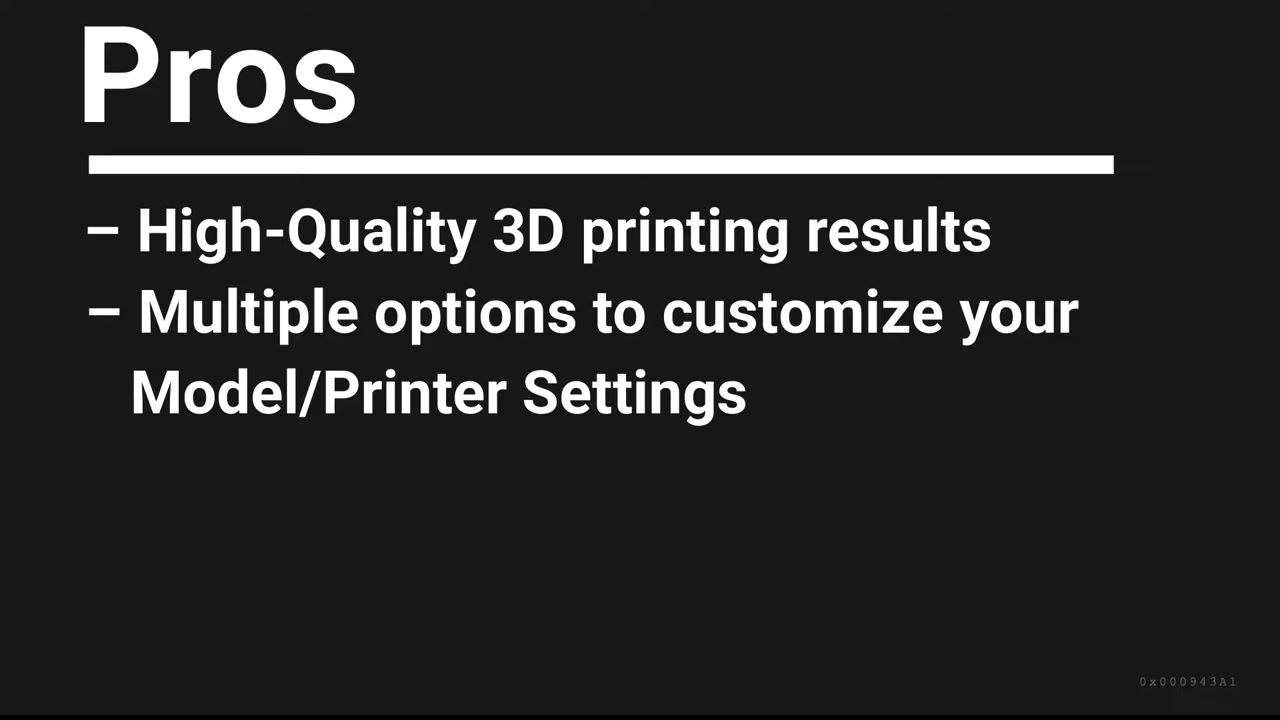 Pros
– High-Quality 3D printing results
– Multiple options to customize your
Model/Printer Settings
0x000943A1